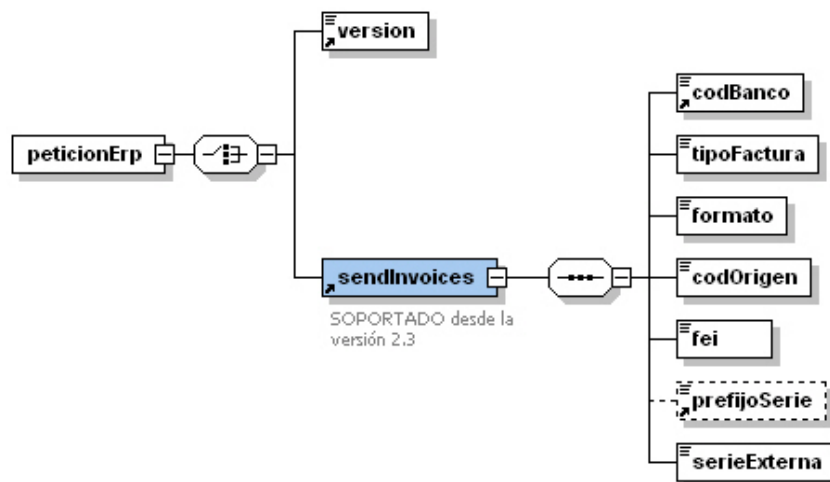 version
codBanco
peticionErp
tipoFactura
formato
sendInvoices
codOrigen
SOPORTADO desde la
versión 2.3
fei
prefijoSerie
serieExterna